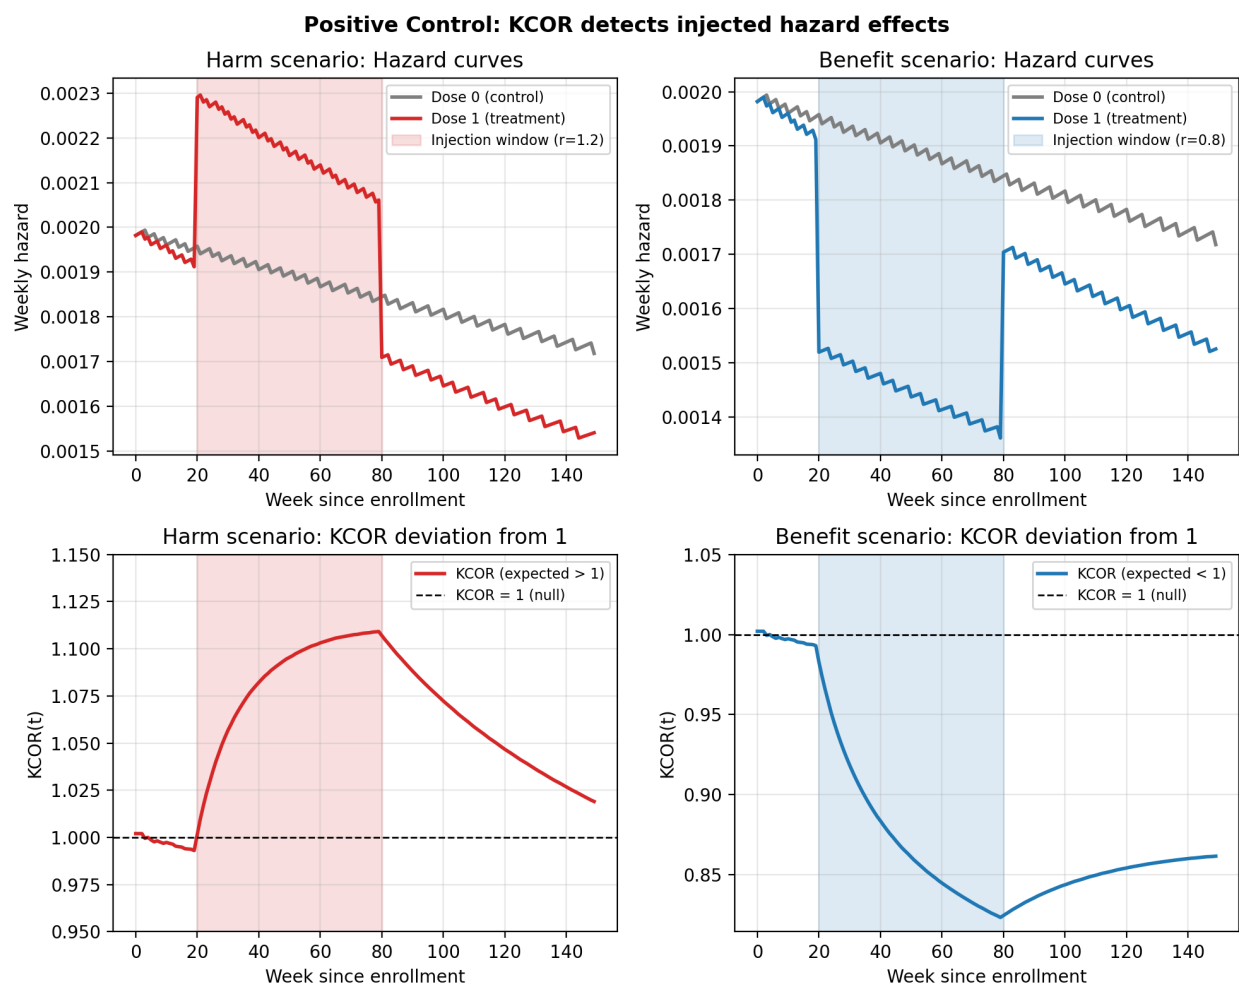 Positive Control: KCOR detects injected hazard effects
Harm scenario: Hazard curves
Weekly hazard
0.0023
0.0022
0.0021
0.0020
0.0019
0.0018
0.0017
0.0016
0.0015
Dose 0 (control)
Dose 1 (treatment)
Injection window (r=1.2)
0 20 40 60 80 100 120 140
Week since enrollment
Benefit scenario: Hazard curves
Weekly hazard
0.0020
0.0019
0.0018
0.0017
0.0016
0.0015
0.0014
Dose 0 (control)
Dose 1 (treatment)
Injection window (r=0.8)
0 20 40 60 80 100 120 140
Week since enrollment
Harm scenario: KCOR deviation from 1
KCOR(t)
1.150
1.125
1.100
1.075
1.050
1.025
1.000
0.975
0.950
KCOR (expected > 1)
KCOR = 1 (null)
0 20 40 60 80 100 120 140
Week since enrollment
Benefit scenario: KCOR deviation from 1
KCOR(t)
1.05
1.00
0.95
0.90
0.85
KCOR (expected < 1)
KCOR = 1 (null)
0 20 40 60 80 100 120 140
Week since enrollment